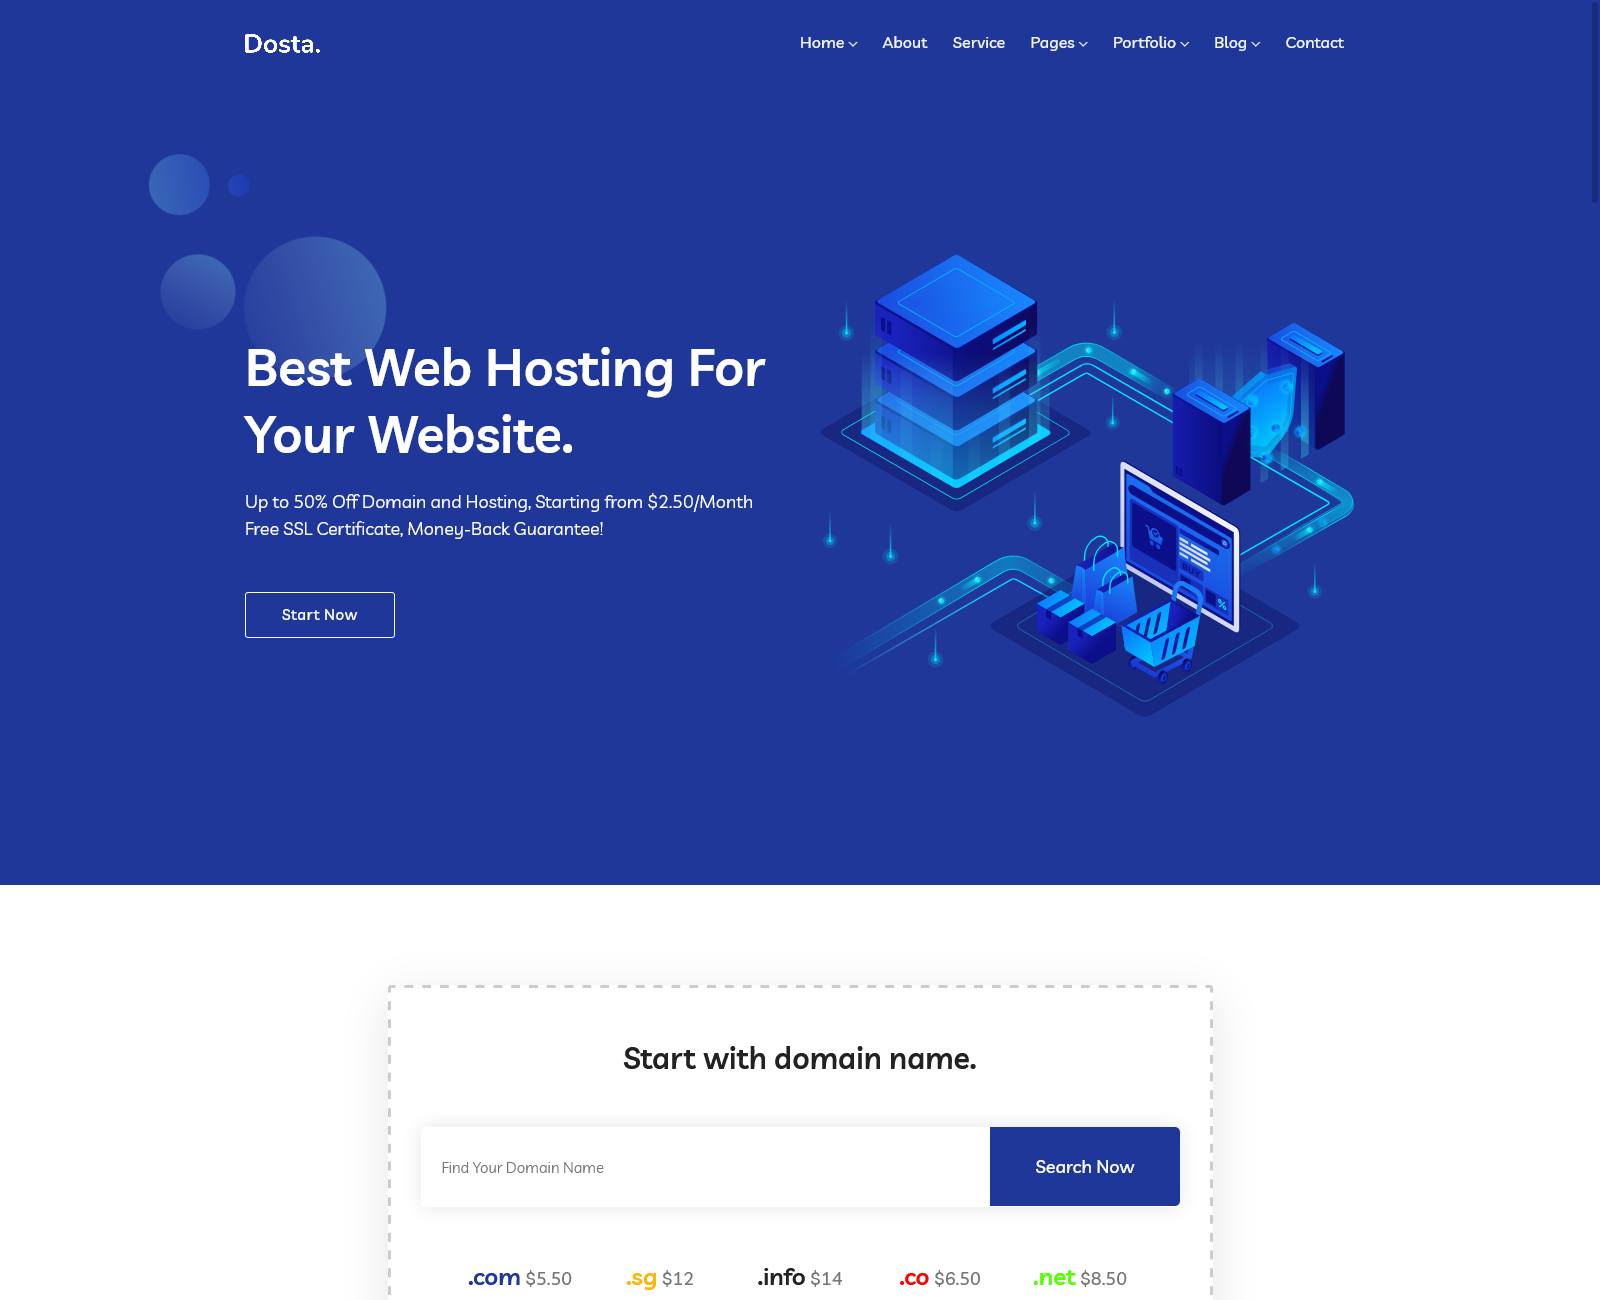 Dosta.
Home About Service Pages Portfolio Blog Contact
Best Web Hosting For
Your Website.
Up to 50% Off Domain and Hosting, Starting from $2.50/Month
Free SSL Certificate, Money-Back Guarantee!
Start Now
BUY
%
Start with domain name.
Find Your Domain Name
Search Now
.com $5.50 .sg $12 .info $14 .co $6.50 .net $8.50